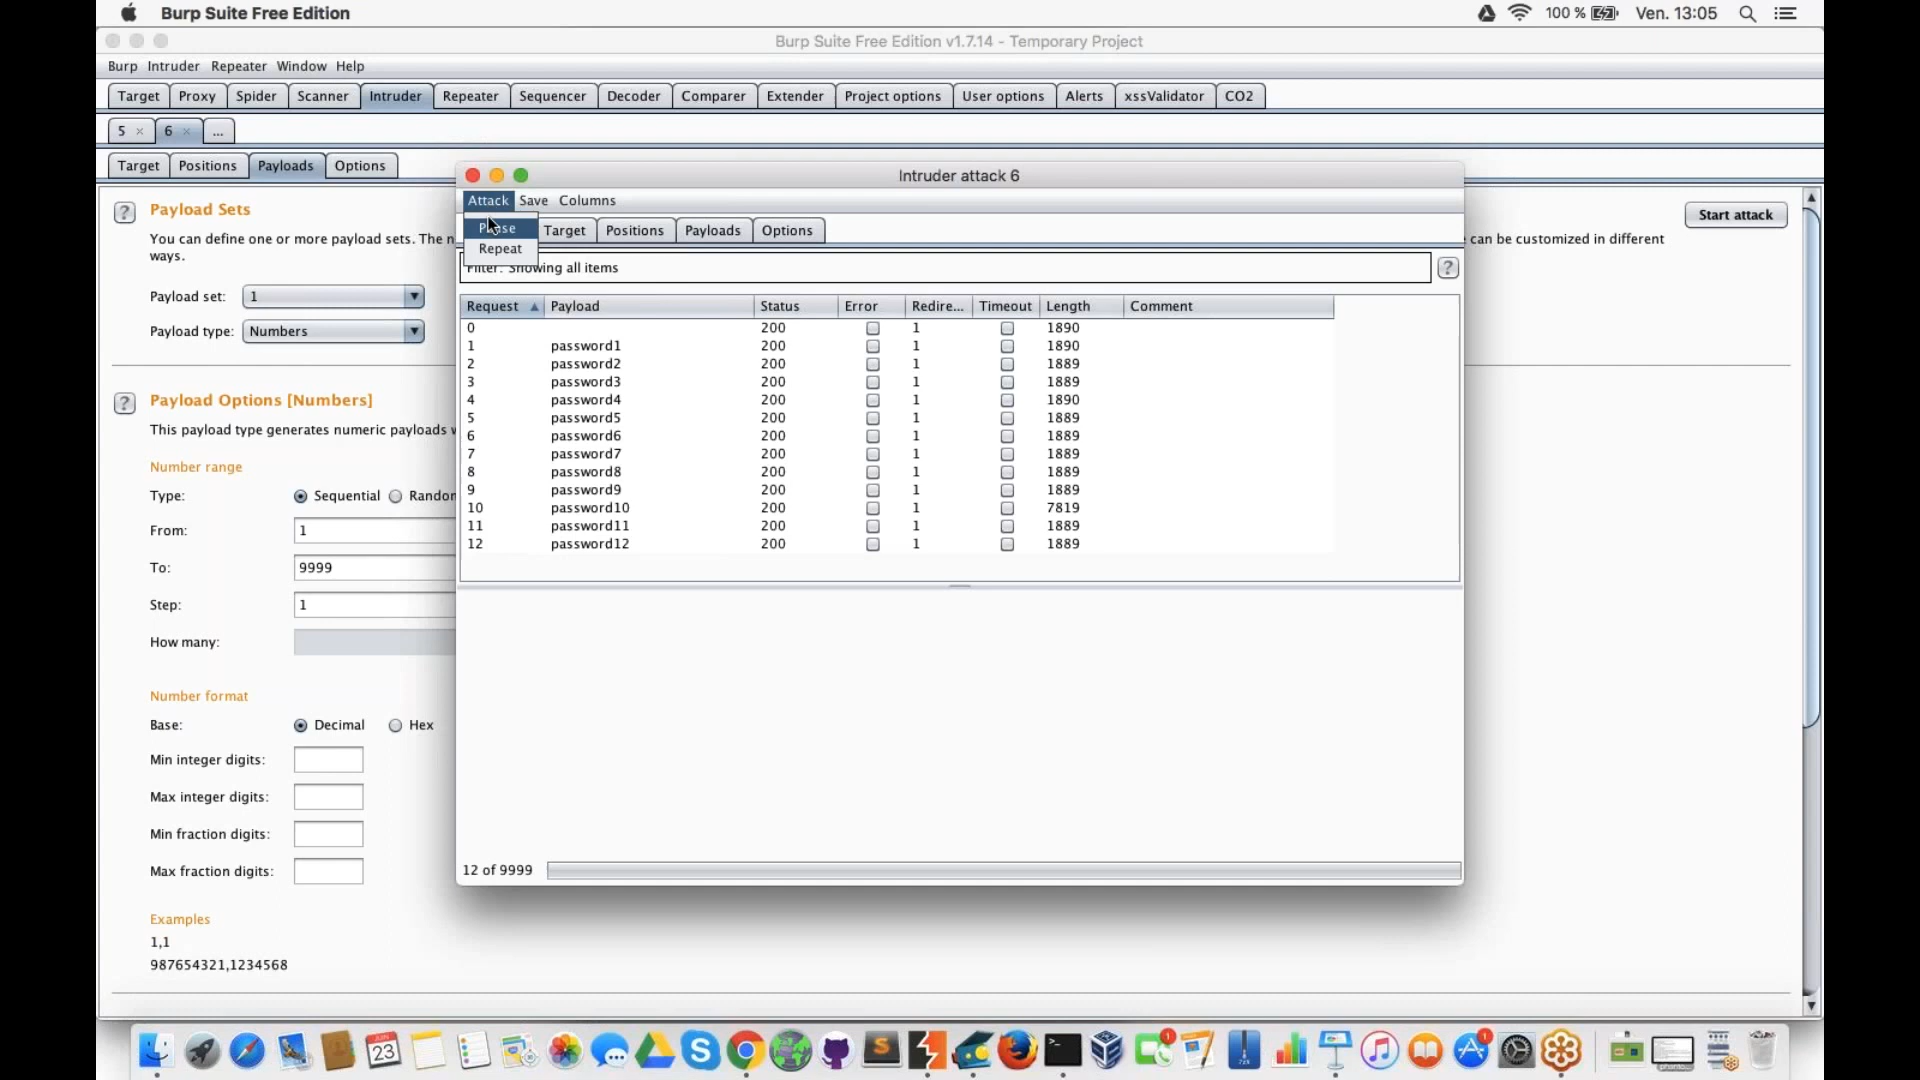 Burp Suite Free Edition
100 %
Ven. 13:05
Burp Suite Free Edition v1.7.14 - Temporary Project
Burp Intruder Repeater Window Help
Target Proxy Spider Scanner Intruder Repeater Sequencer Decoder Comparer Extender Project options User options Alerts xssValidator CO2
5 × 6 × ...
Target Positions Payloads Options
Intruder attack 6
Attack Save Columns
? Payload Sets
Start attack
Repeat
Target Positions Payloads Options
You can define one or more payload sets. The n
can be customized in different
ways.
Filter: Showing all items
?
Payload set: 1
Payload type: Numbers
Request Payload Status Error Redire... Timeout Length Comment
0 200 1 1890
1 password1 200 1 1890
2 password2 200 1 1889
3 password3 200 1 1889
4 password4 200 1 1890
5 password5 200 1 1889
6 password6 200 1 1889
7 password7 200 1 1889
8 password8 200 1 1889
9 password9 200 1 1889
10 password10 200 1 7819
11 password11 200 1 1889
12 password12 200 1 1889
12 of 9999
? Payload Options [Numbers]
This payload type generates numeric payloads
Number range
Type: Sequential Random
From: 1
To: 9999
Step: 1
How many:
Number format
Base: Decimal Hex
Min integer digits:
Max integer digits:
Min fraction digits:
Max fraction digits:
Examples
1,1
987654321,1234568
23
1
1